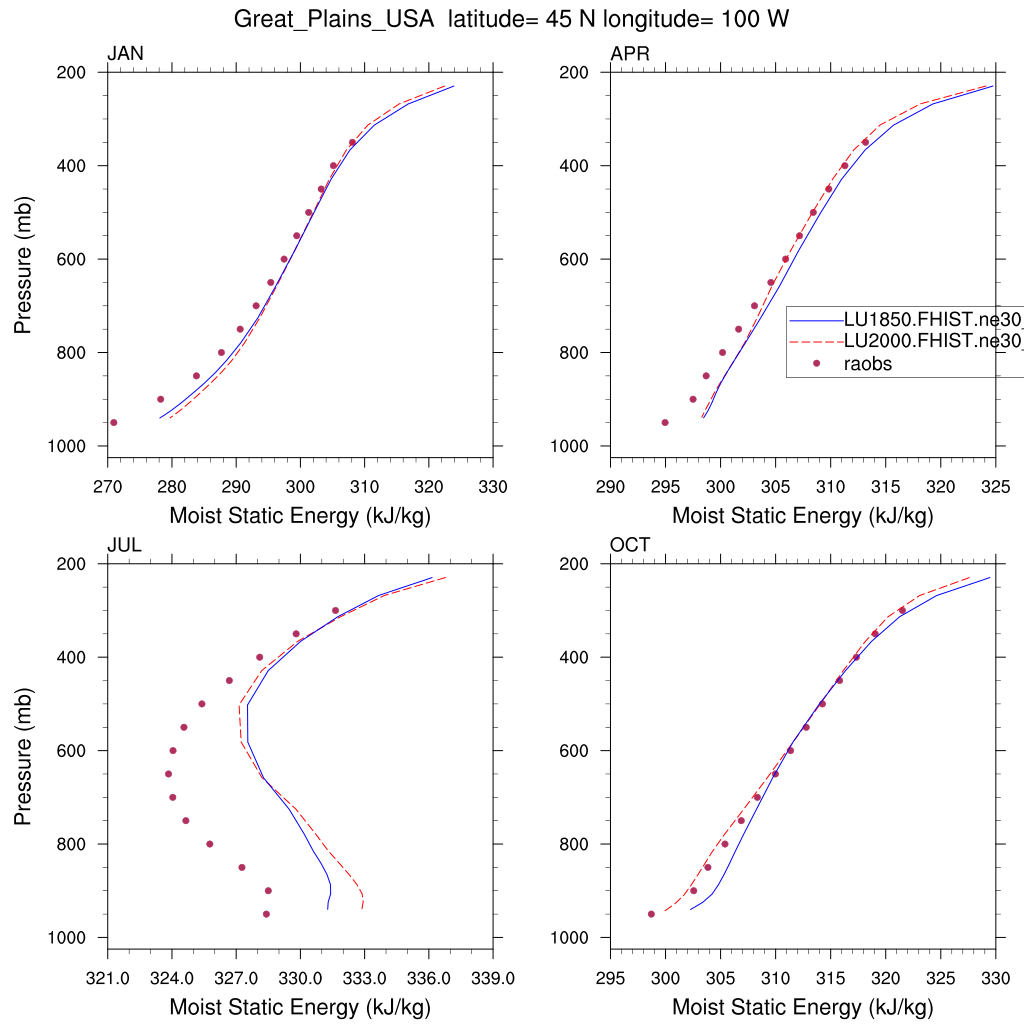 Great_Plains_USA latitude= 45 N longitude= 100 W
JAN
APR
200
400
600
800
1000
Pressure (mb)
270 280 290 300 310 320 330
Moist Static Energy (kJ/kg)
200
400
600
800
1000
290 295 300 305 310 315 320 325
Moist Static Energy (kJ/kg)
LU1850.FHIST.ne30_
LU2000.FHIST.ne30_
raobs
JUL
OCT
200
400
600
800
1000
Pressure (mb)
321.0 324.0 327.0 330.0 333.0 336.0 339.0
Moist Static Energy (kJ/kg)
200
400
600
800
1000
295 300 305 310 315 320 325 330
Moist Static Energy (kJ/kg)